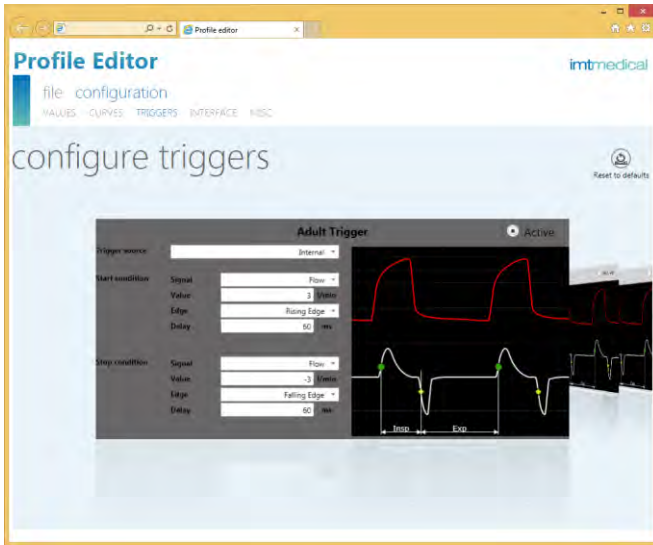 Profile editor
Profile Editor
imtmedical
file configuration
VALUES CURVES TRIGGERS INTERFACE MISC
configure triggers
Reset to defaults
Adult Trigger
Active
Trigger source Internal
Start condition Signal Flow
Value 3 l/min
Edge Rising Edge
Delay 60 ms
Stop condition Signal Flow
Value -3 l/min
Edge Falling Edge
Delay 60 ms
Insp Exp